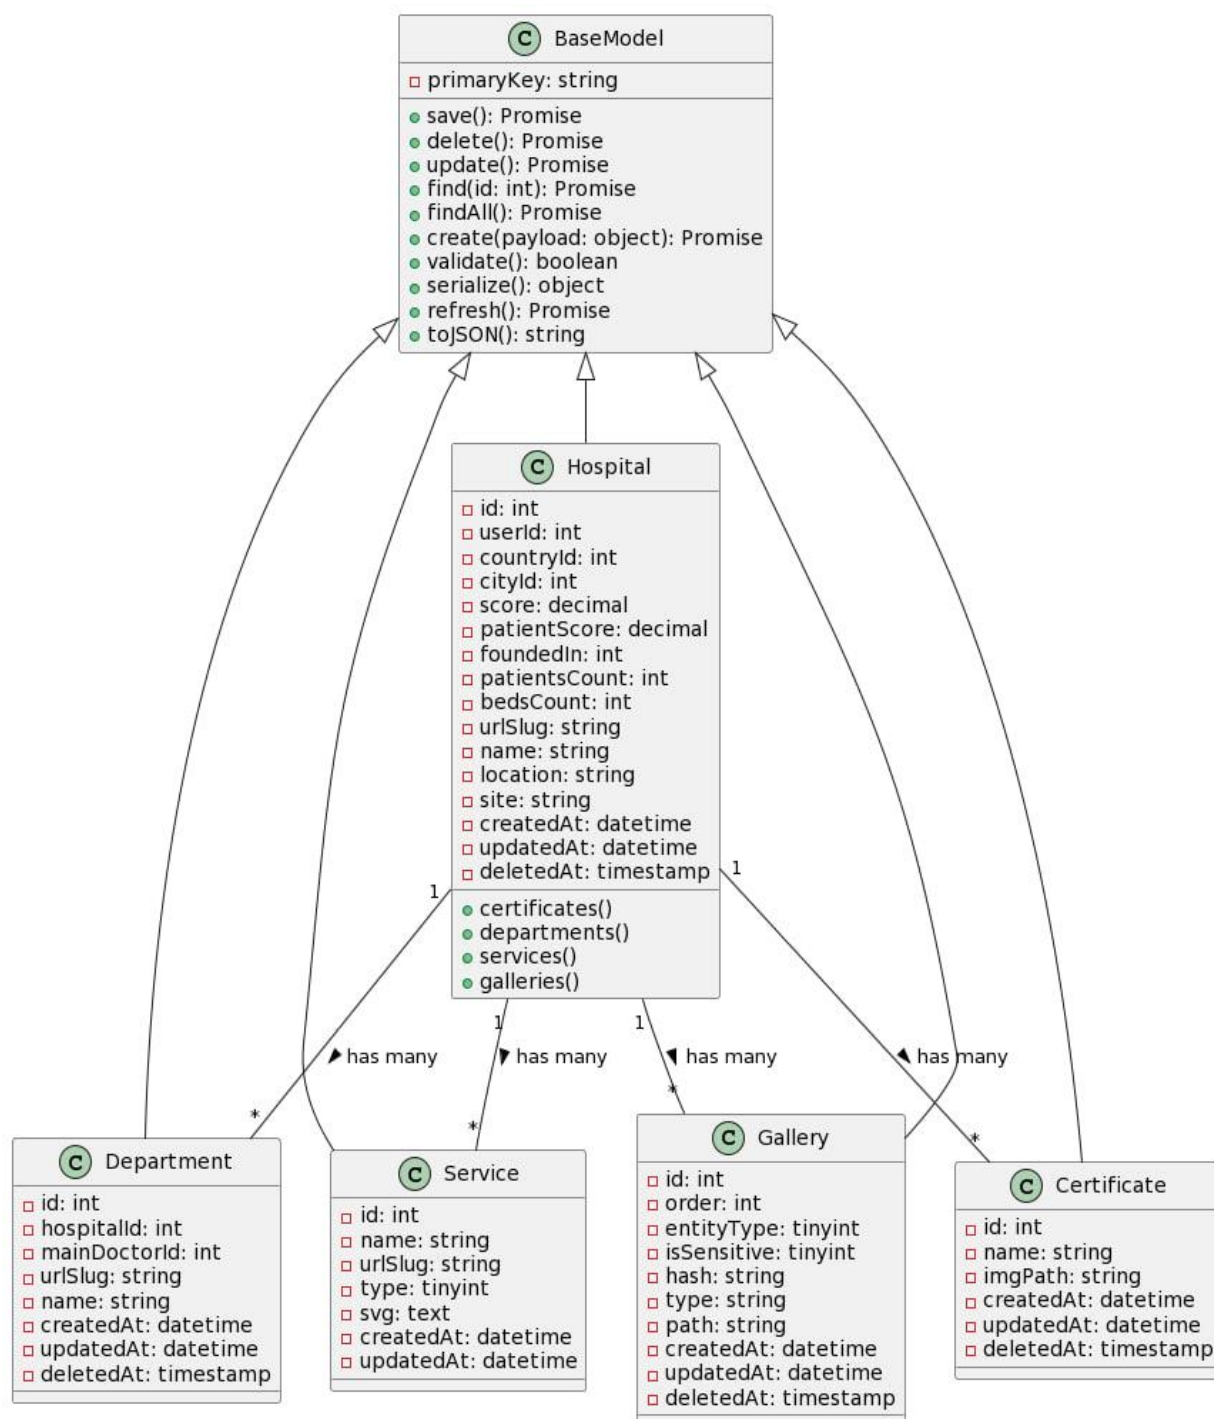 C BaseModel
primaryKey: string
save(): Promise
delete(): Promise
update(): Promise
find(id: int): Promise
findAll(): Promise
create(payload: object): Promise
validate(): boolean
serialize(): object
refresh(): Promise
toJSON(): string
C Hospital
id: int
userId: int
countryId: int
cityId: int
score: decimal
patientScore: decimal
foundedIn: int
patientsCount: int
bedsCount: int
urlSlug: string
name: string
location: string
site: string
createdAt: datetime
updatedAt: datetime
deletedAt: timestamp
certificates()
departments()
services()
galleries()
1
1
1
1
has many
has many
has many
has many
*
*
*
*
C Department
id: int
hospitalId: int
mainDoctorId: int
urlSlug: string
name: string
createdAt: datetime
updatedAt: datetime
deletedAt: timestamp
C Service
id: int
name: string
urlSlug: string
type: tinyint
svg: text
createdAt: datetime
updatedAt: datetime
C Gallery
id: int
order: int
entityType: tinyint
isSensitive: tinyint
hash: string
type: string
path: string
createdAt: datetime
updatedAt: datetime
deletedAt: timestamp
C Certificate
id: int
name: string
imgPath: string
createdAt: datetime
updatedAt: datetime
deletedAt: timestamp